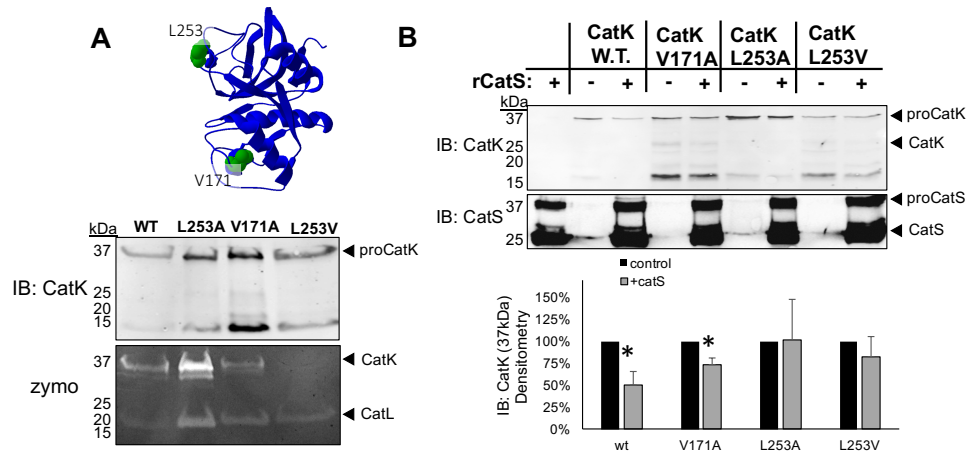 A
L253
V171
kDa
WT L253A V171A L253V
37
25
20
15
IB: CatK
proCatK
37
25
20
15
zymo
CatK
CatL
B
CatK W.T.
CatK V171A
CatK L253A
CatK L253V
rCatS: + - + - + - + - +
kDa
37
25
20
15
IB: CatK
proCatK
CatK
37
25
IB: CatS
proCatS
CatS
control
+catS
IB: CatK (37kDa)
Densitometry
150%
125%
100%
75%
50%
25%
0%
* *
wt V171A L253A L253V